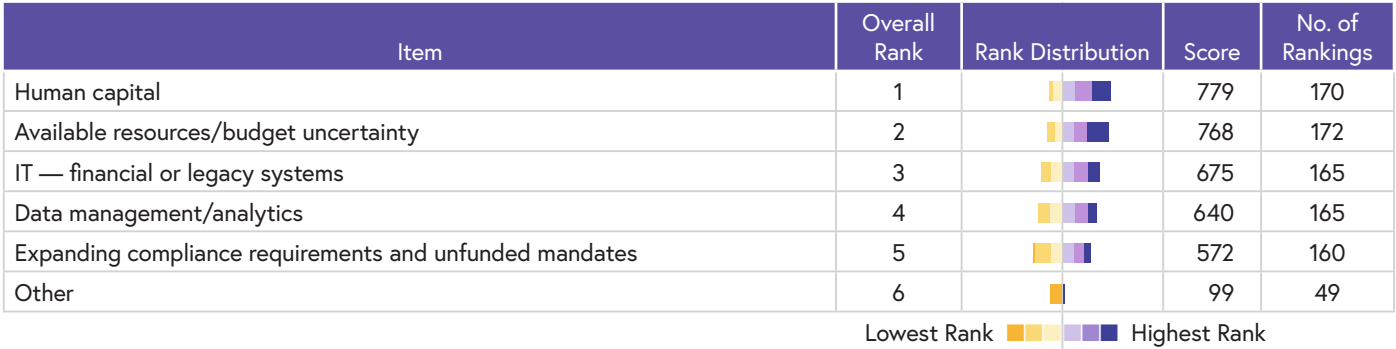 Item Overall Rank Rank Distribution Score No. of Rankings
Human capital 1 779 170
Available resources/budget uncertainty 2 768 172
IT — financial or legacy systems 3 675 165
Data management/analytics 4 640 165
Expanding compliance requirements and unfunded mandates 5 572 160
Other 6 99 49
Lowest Rank Highest Rank